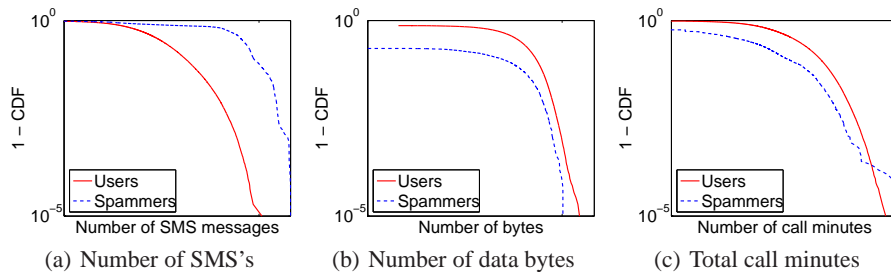 10^0
1 − CDF
10^-5
Users
Spammers
Number of SMS messages
(a) Number of SMS's
10^0
1 − CDF
10^-5
Users
Spammers
Number of bytes
(b) Number of data bytes
10^0
1 − CDF
10^-5
Users
Spammers
Number of call minutes
(c) Total call minutes